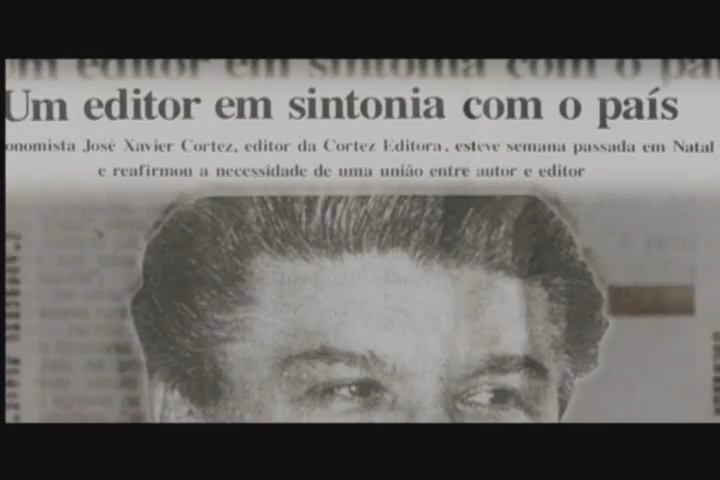 Um editor em sintonia com o país
onomista José Xavier Cortez, editor da Cortez Editora, esteve semana passada em Natal
e reafirmou a necessidade de uma união entre autor e editor